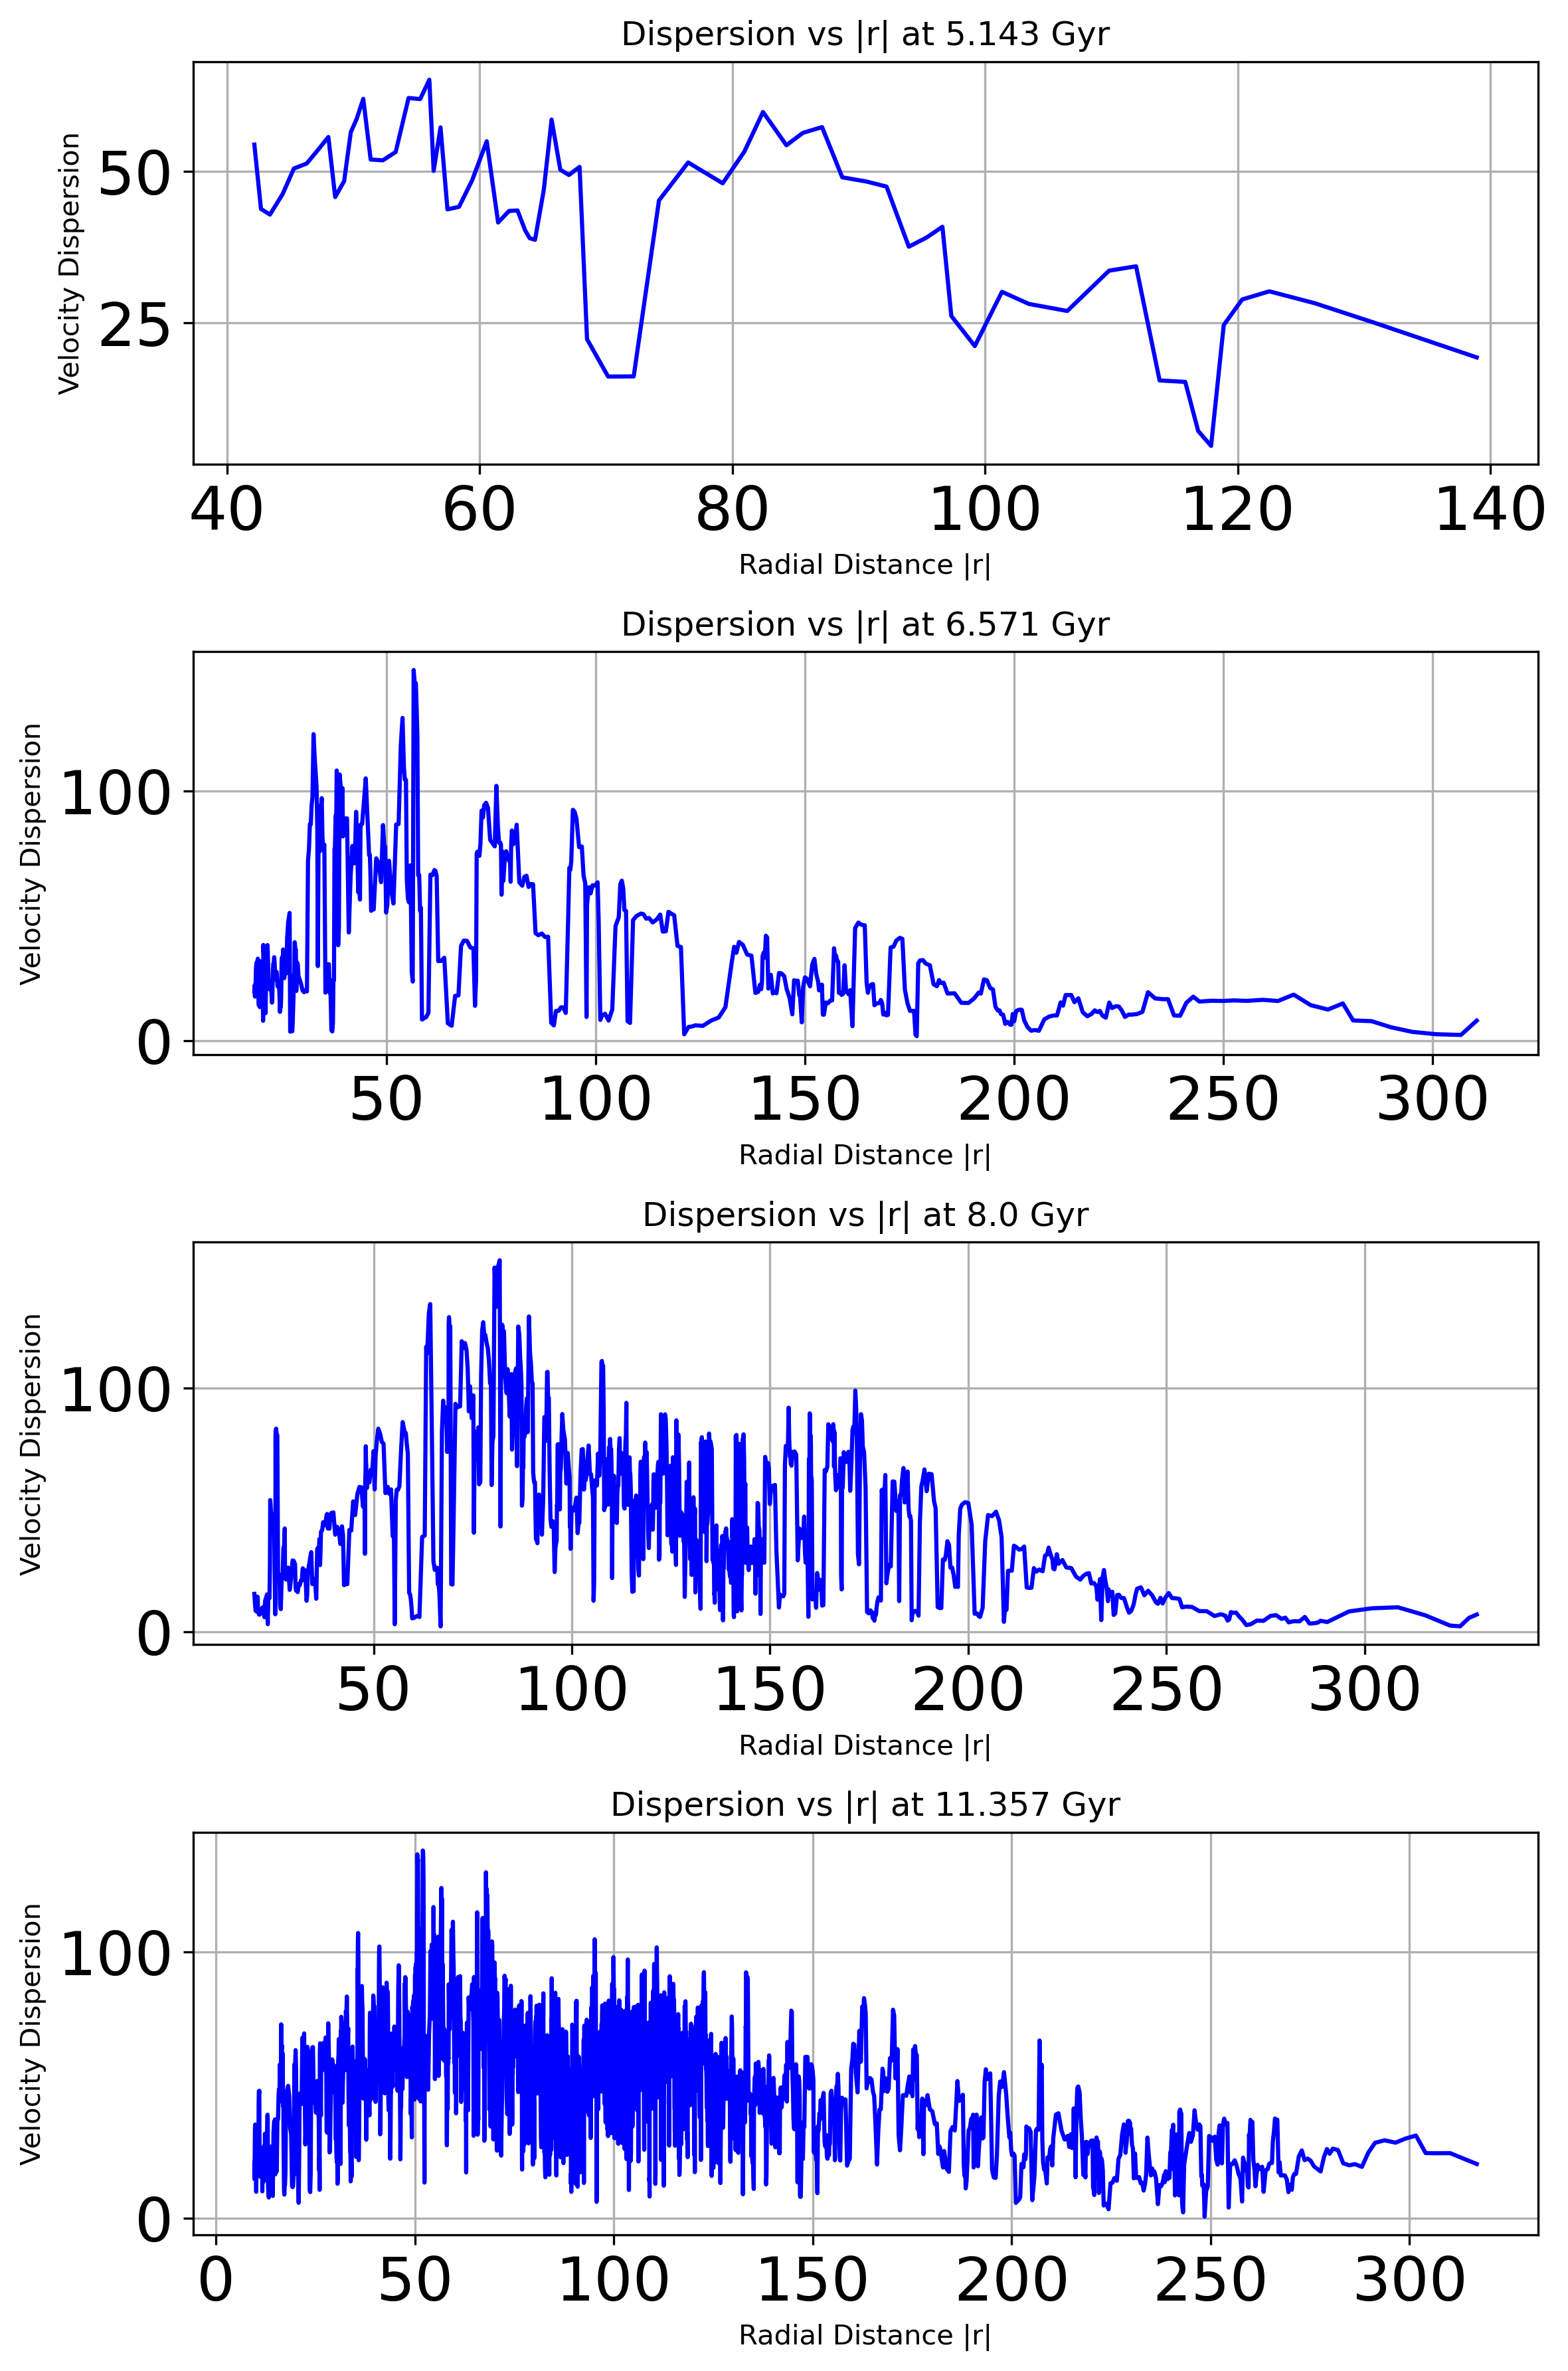 Dispersion vs |r| at 5.143 Gyr
Velocity Dispersion
50
25
40 60 80 100 120 140
Radial Distance |r|
Dispersion vs |r| at 6.571 Gyr
Velocity Dispersion
100
0
50 100 150 200 250 300
Radial Distance |r|
Dispersion vs |r| at 8.0 Gyr
Velocity Dispersion
100
0
50 100 150 200 250 300
Radial Distance |r|
Dispersion vs |r| at 11.357 Gyr
Velocity Dispersion
100
0
0 50 100 150 200 250 300
Radial Distance |r|